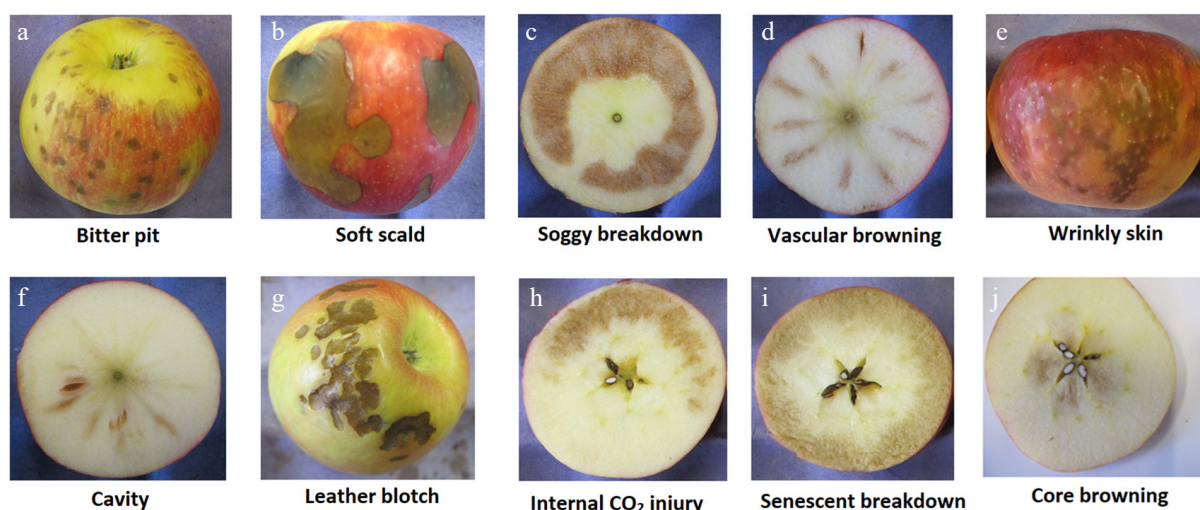 a
b
c
d
e
Bitter pit
Soft scald
Soggy breakdown
Vascular browning
Wrinkly skin
f
g
h
i
j
Cavity
Leather blotch
Internal CO₂ injury
Senescent breakdown
Core browning